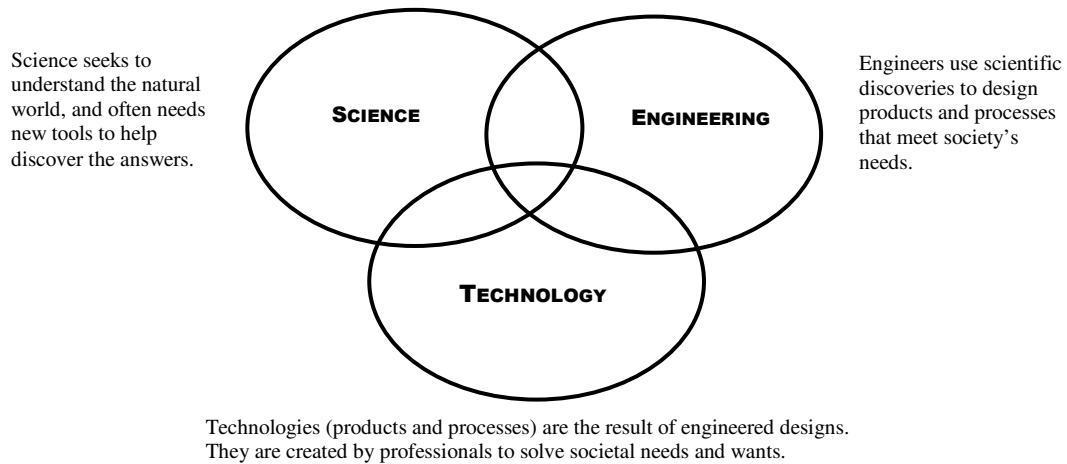 Science seeks to
understand the natural
world, and often needs
new tools to help
discover the answers.
SCIENCE
ENGINEERING
Engineers use scientific
discoveries to design
products and processes
that meet society's
needs.
TECHNOLOGY
Technologies (products and processes) are the result of engineered designs.
They are created by professionals to solve societal needs and wants.